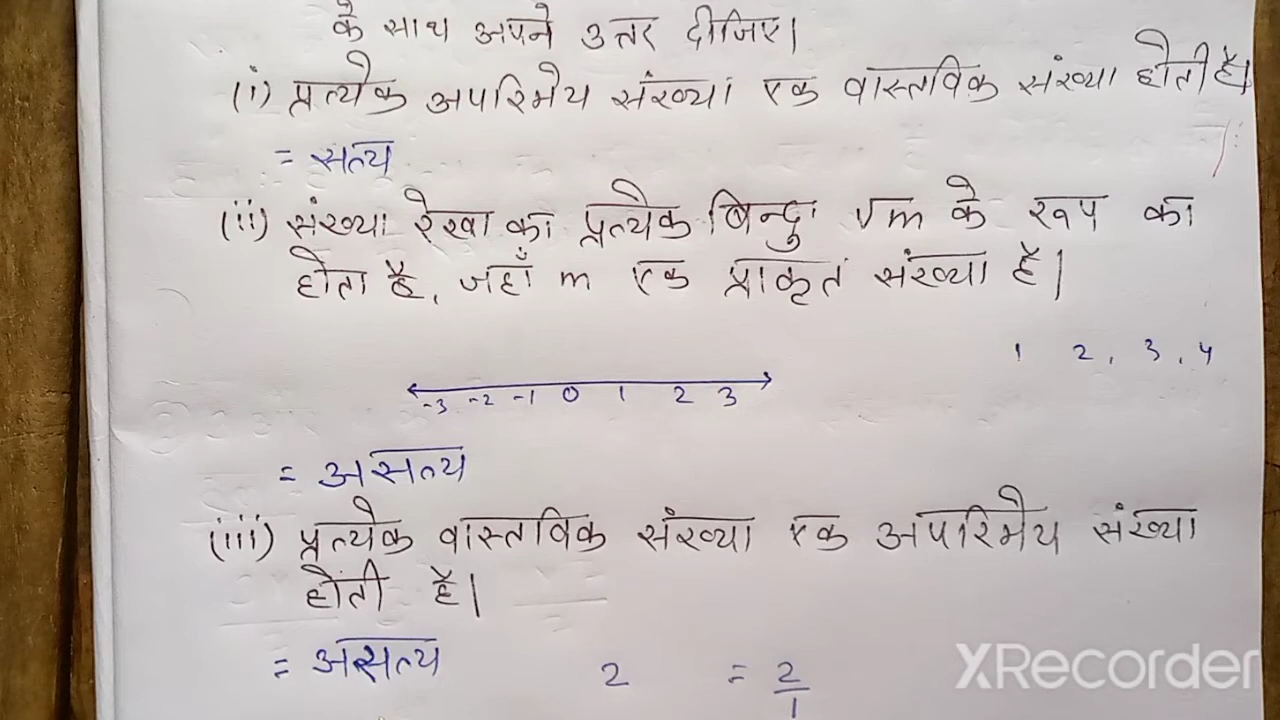 के साथ अपने उत्तर दीजिए।
(i) प्रत्येक अपरिमेय संख्या एक वास्तविक संख्या होती है।
= सत्य
(ii) संख्या रेखा का प्रत्येक बिन्दु √m के रूप का
होता है, जहाँ m एक प्राकृत संख्या है।
1 2, 3, 4
-3 -2 -1 0 1 2 3
= असत्य
(iii) प्रत्येक वास्तविक संख्या एक अपरिमेय संख्या
होती है।
= असत्य 2 = 2/1
XRecorder